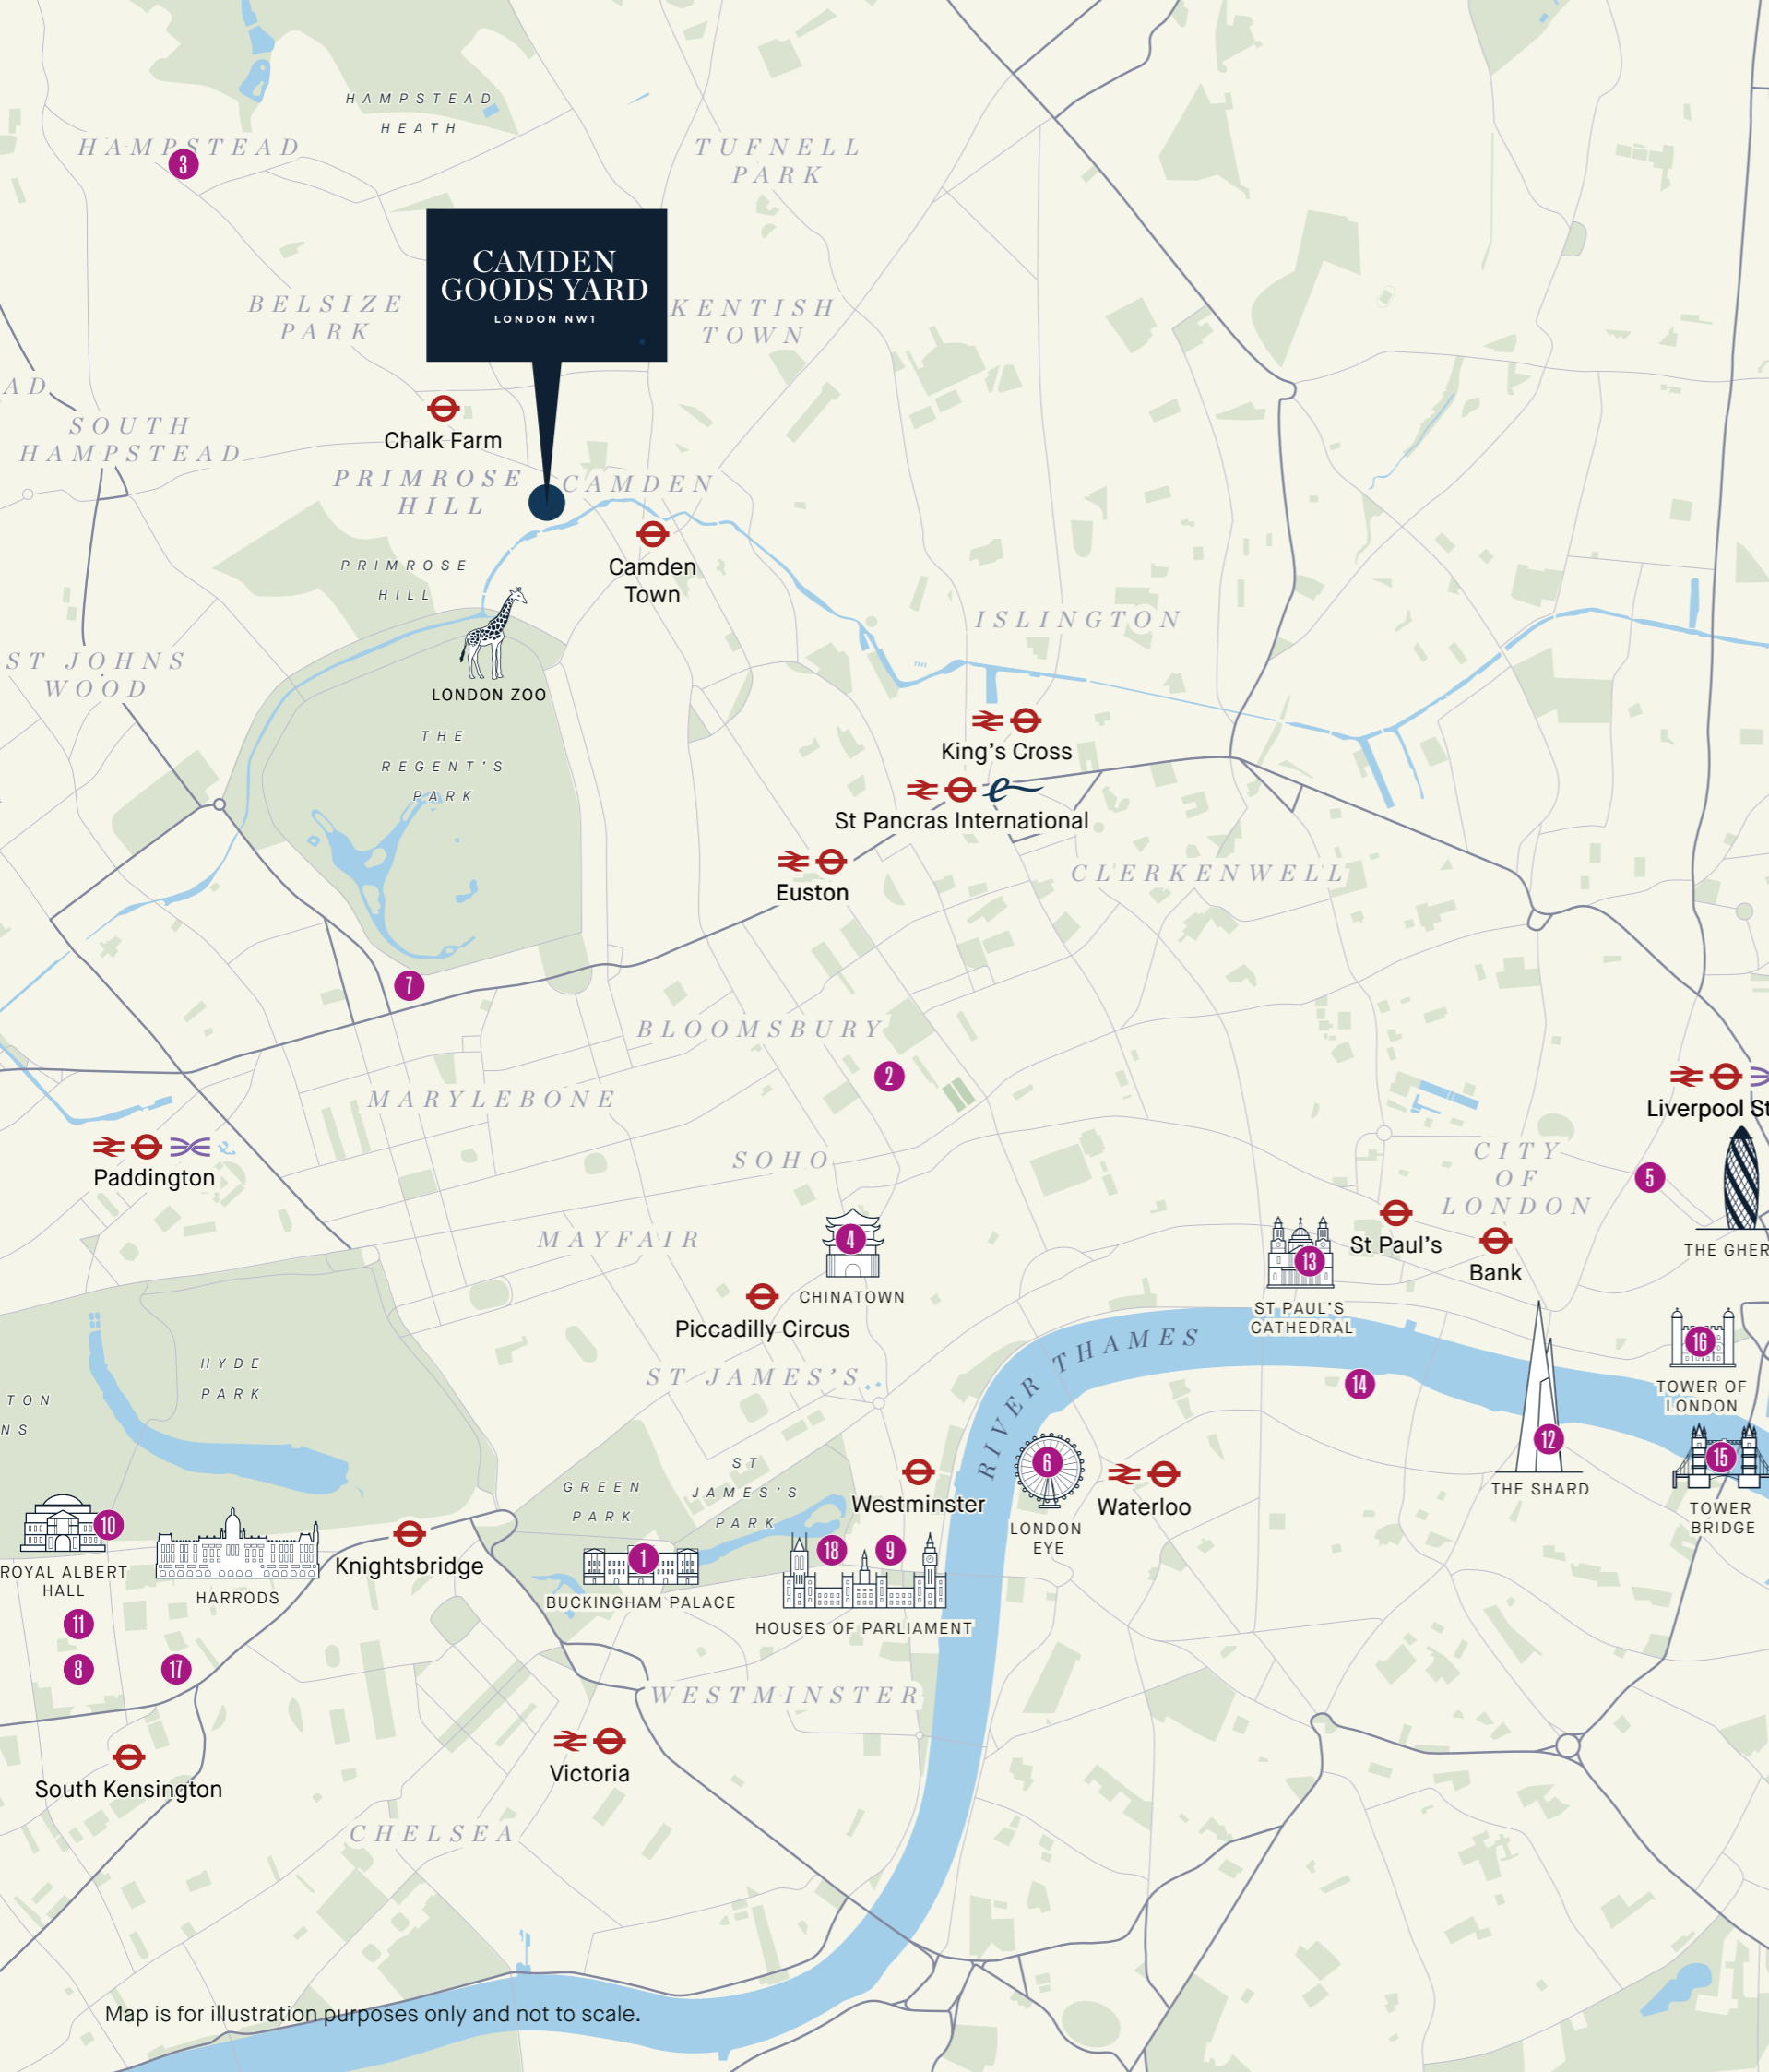 HAMPSTEAD
HEATH
HAMPSTEAD
3
TUFNELL
PARK
CAMDEN
GOODS YARD
LONDON NW1
BELSIZE
PARK
KENTISH
TOWN
AD
SOUTH
HAMPSTEAD
Chalk Farm
PRIMROSE
HILL
CAMDEN
PRIMROSE
HILL
Camden
Town
ISLINGTON
ST JOHNS
WOOD
LONDON ZOO
THE
REGENT'S
PARK
King's Cross
St Pancras International
Euston
CLERKENWELL
7
BLOOMSBURY
2
MARYLEBONE
Liverpool St
Paddington
SOHO
CITY
OF
LONDON
5
MAYFAIR
4
CHINATOWN
13
ST PAUL'S
CATHEDRAL
St Paul's
Bank
THE GHER
Piccadilly Circus
RIVER THAMES
HYDE
PARK
TON
NS
ST JAMES'S
14
16
TOWER OF
LONDON
12
THE SHARD
15
TOWER
BRIDGE
GREEN
PARK
ST
JAMES'S
PARK
Westminster
6
LONDON
EYE
Waterloo
10
ROYAL ALBERT
HALL
HARRODS
Knightsbridge
1
BUCKINGHAM PALACE
18
9
HOUSES OF PARLIAMENT
11
8
17
WESTMINSTER
South Kensington
Victoria
CHELSEA
Map is for illustration purposes only and not to scale.